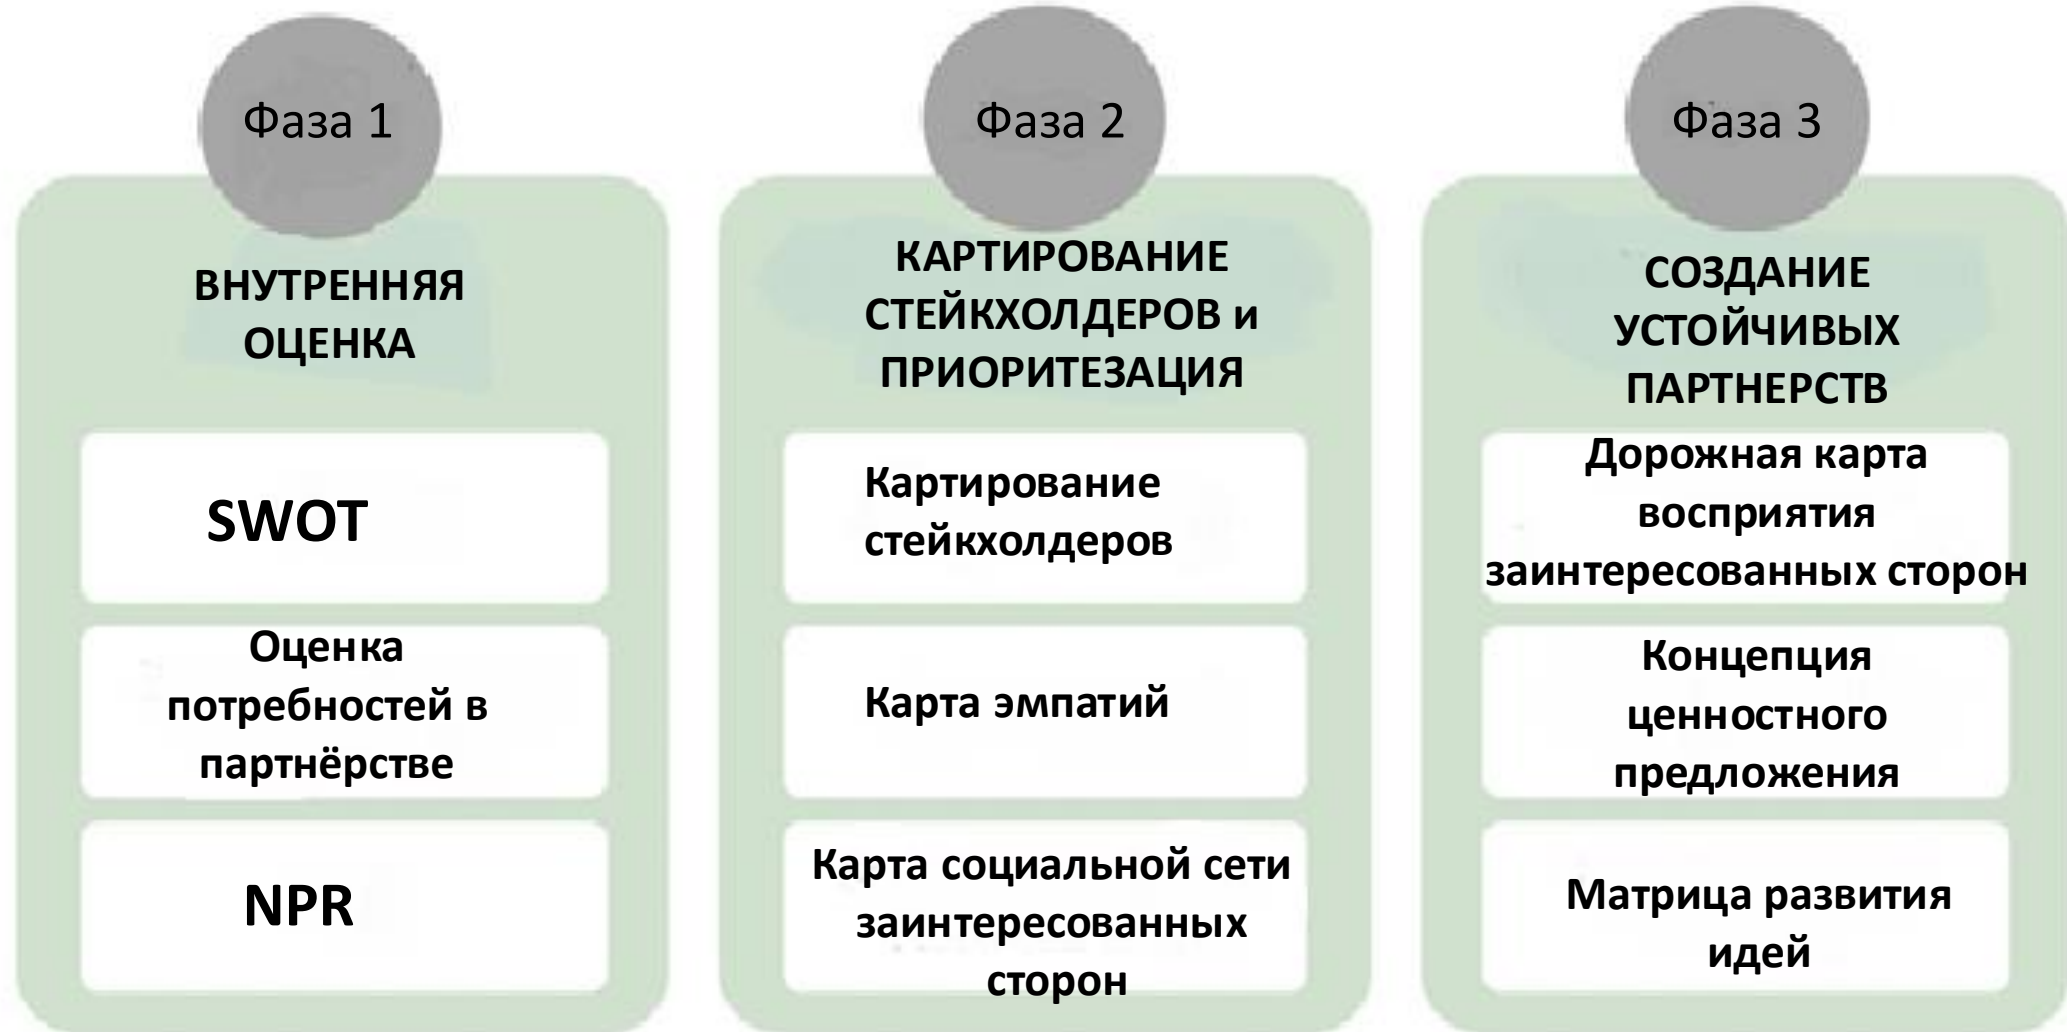 Фаза 1
ВНУТРЕННЯЯ
ОЦЕНКА
SWOT
Оценка
потребностей в
партнёрстве
NPR
Фаза 2
КАРТИРОВАНИЕ
СТЕЙКХОЛДЕРОВ и
ПРИОРИТЕЗАЦИЯ
Картирование
стейкхолдеров
Карта эмпатий
Карта социальной сети
заинтересованных
сторон
Фаза 3
СОЗДАНИЕ
УСТОЙЧИВЫХ
ПАРТНЕРСТВ
Дорожная карта
восприятия
заинтересованных сторон
Концепция
ценностного
предложения
Матрица развития
идей